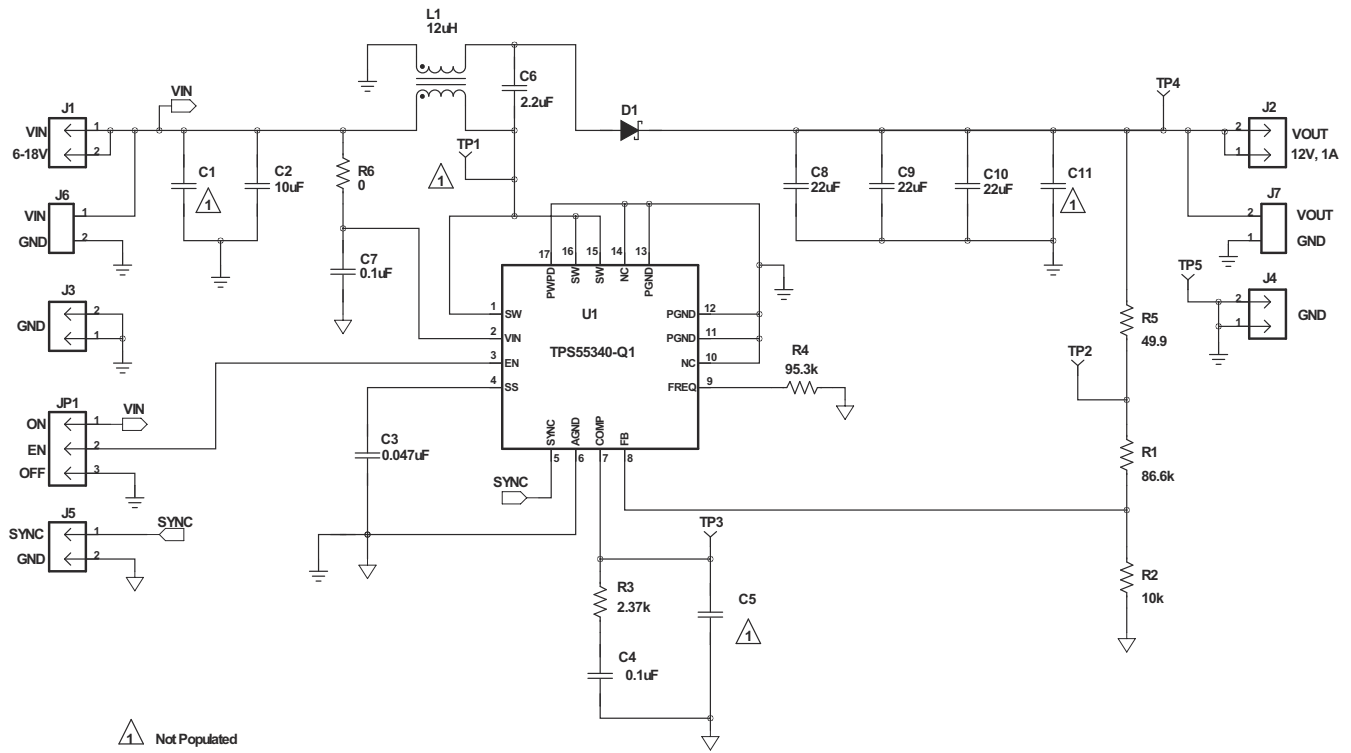 L1
12uH
C6
2.2uF
VIN
J1
VIN 1
6-18V 2
J6
VIN 1
GND 2
J3
GND 2
1
JP1
ON 1 VIN
EN 2
OFF 3
J5
SYNC 1 SYNC
GND 2
C1
1
C2
10uF
R6
0
C7
0.1uF
TP1
1
D1
TP4
J2
2 VOUT
1 12V, 1A
C8
22uF
C9
22uF
C10
22uF
C11
1
J7
2 VOUT
1 GND
TP5
J4
2 GND
1
17 16 15 14 13
PWPD SW SW NC PGND
U1
TPS55340-Q1
1 SW
2 VIN
3 EN
4 SS
PGND 12
PGND 11
NC 10
FREQ 9
SYNC AGND COMP FB
5 6 7 8
R4
95.3k
R5
49.9
TP2
R1
86.6k
R2
10k
C3
0.047uF
SYNC
TP3
R3
2.37k
C5
1
C4
0.1uF
1 Not Populated